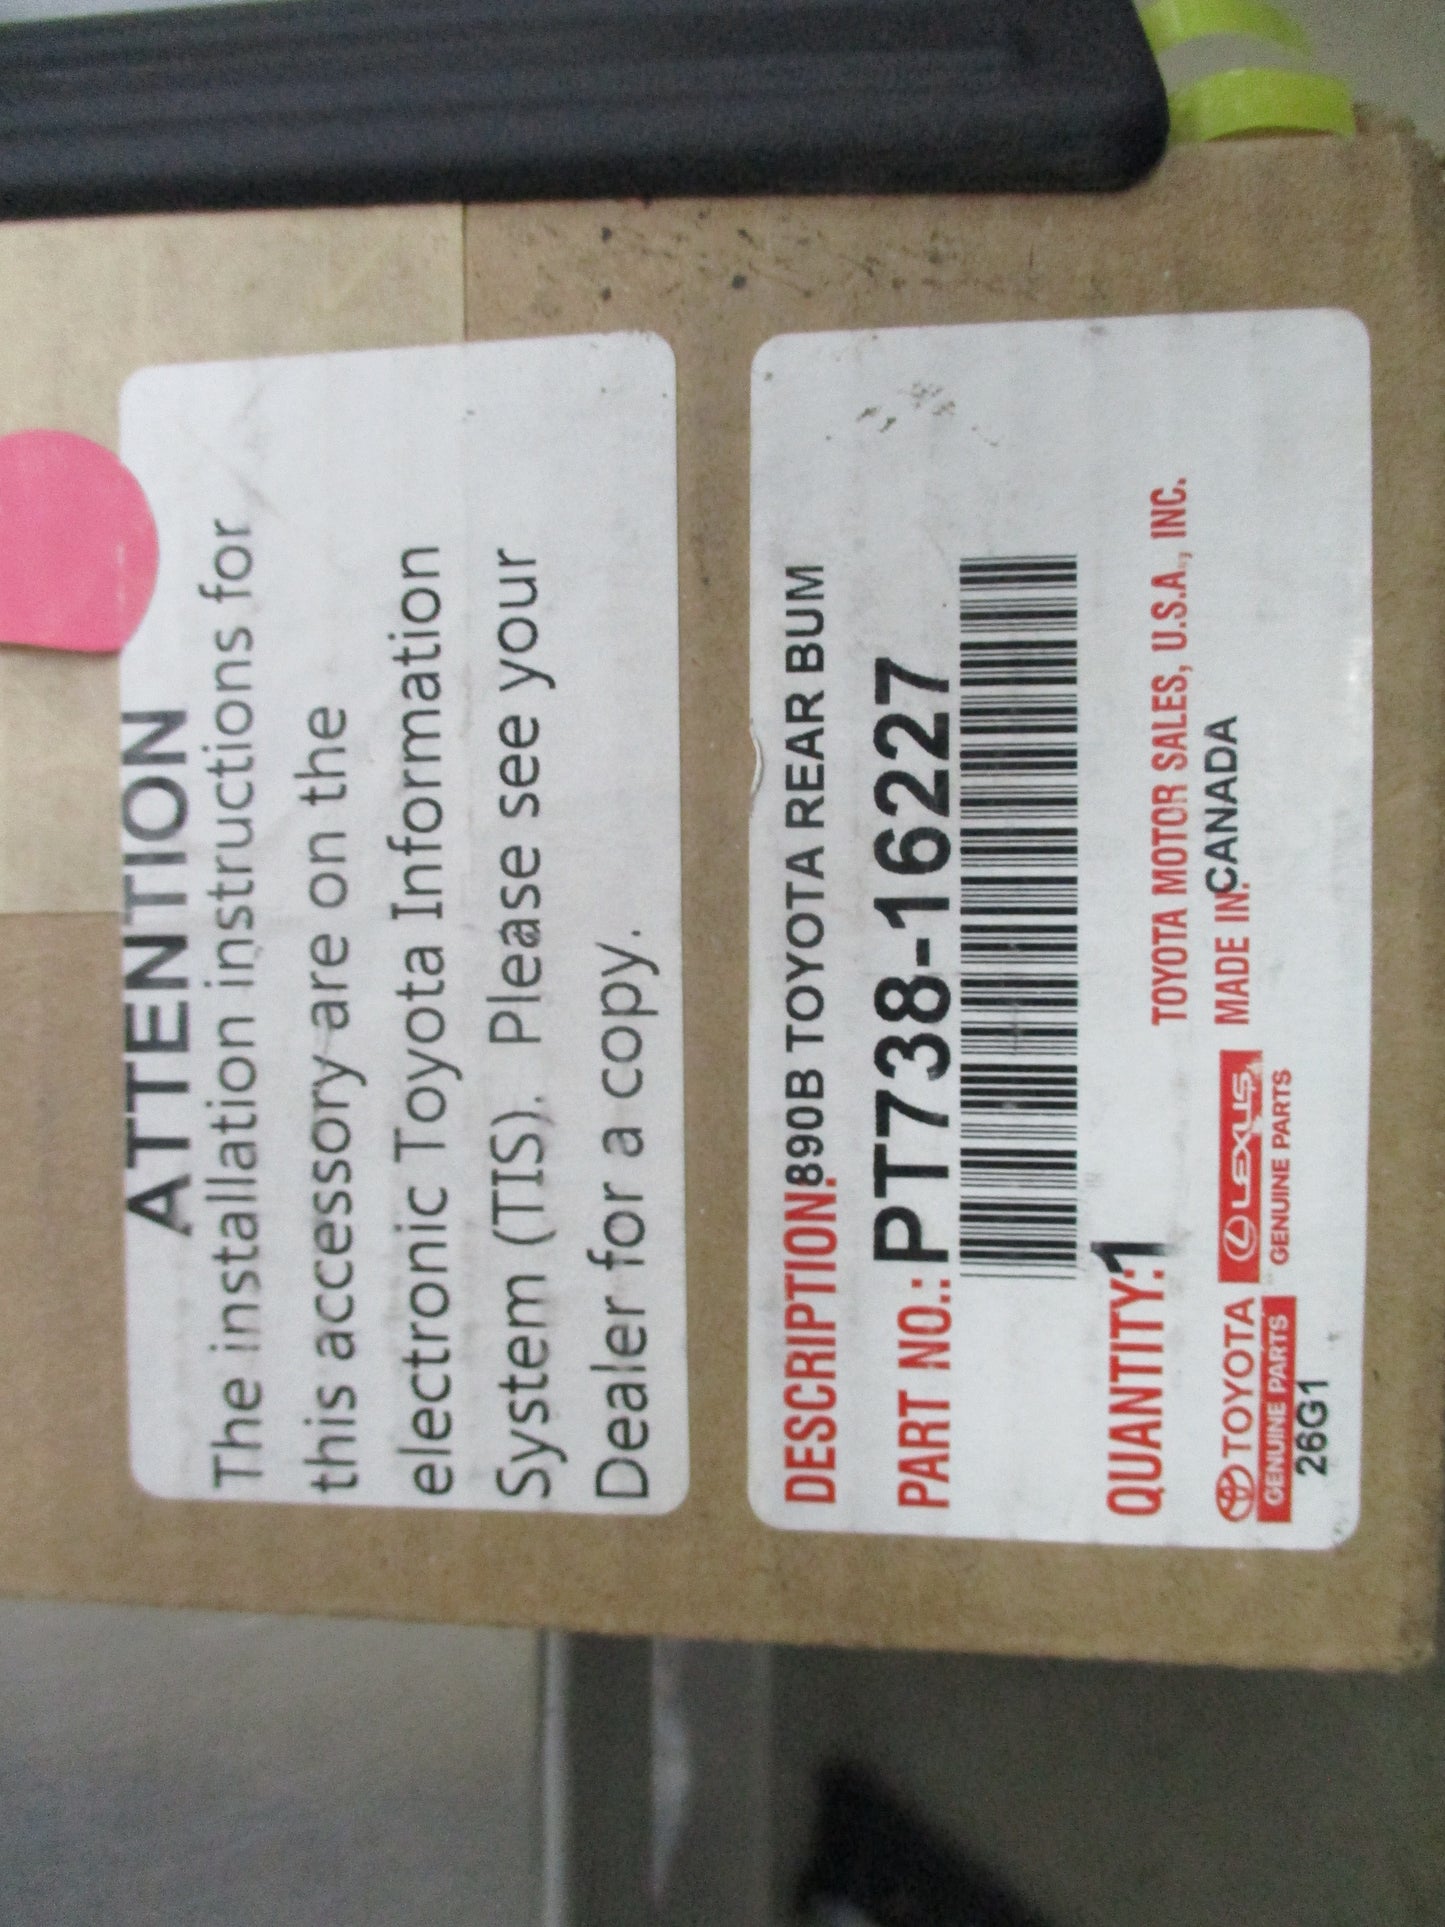 ATTENTION
The installation instructions for
this accessory are on the
electronic Toyota Information
System (TIS). Please see your
Dealer for a copy.
DESCRIPTION: 890B TOYOTA REAR BUM
PART NO.: PT738-16227
QUANTITY: 1
TOYOTA MOTOR SALES, U.S.A., INC.
MADE IN: CANADA
TOYOTA
GENUINE PARTS
LEXUS
GENUINE PARTS
26G1